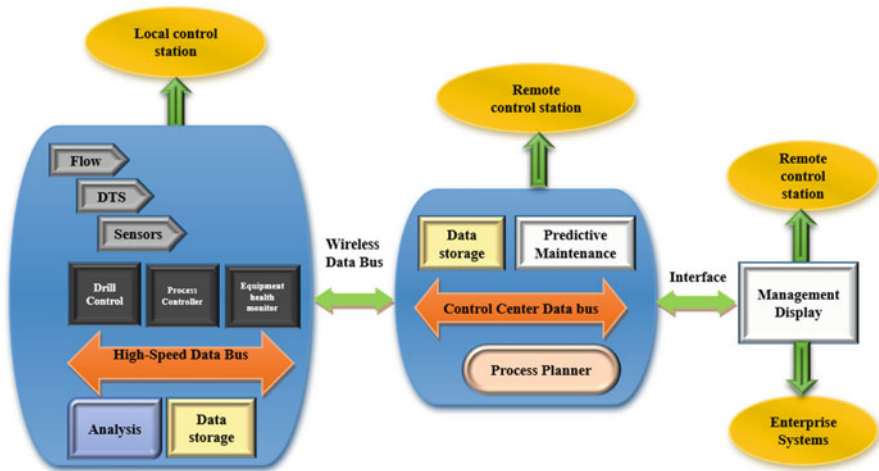 Local control
station
Flow
DTS
Sensors
Drill
Control
Process
Controller
Equipment
health
monitor
High-Speed Data Bus
Analysis
Data
storage
Wireless
Data Bus
Remote
control station
Data
storage
Predictive
Maintenance
Control Center Data bus
Process Planner
Interface
Remote
control
station
Management
Display
Enterprise
Systems